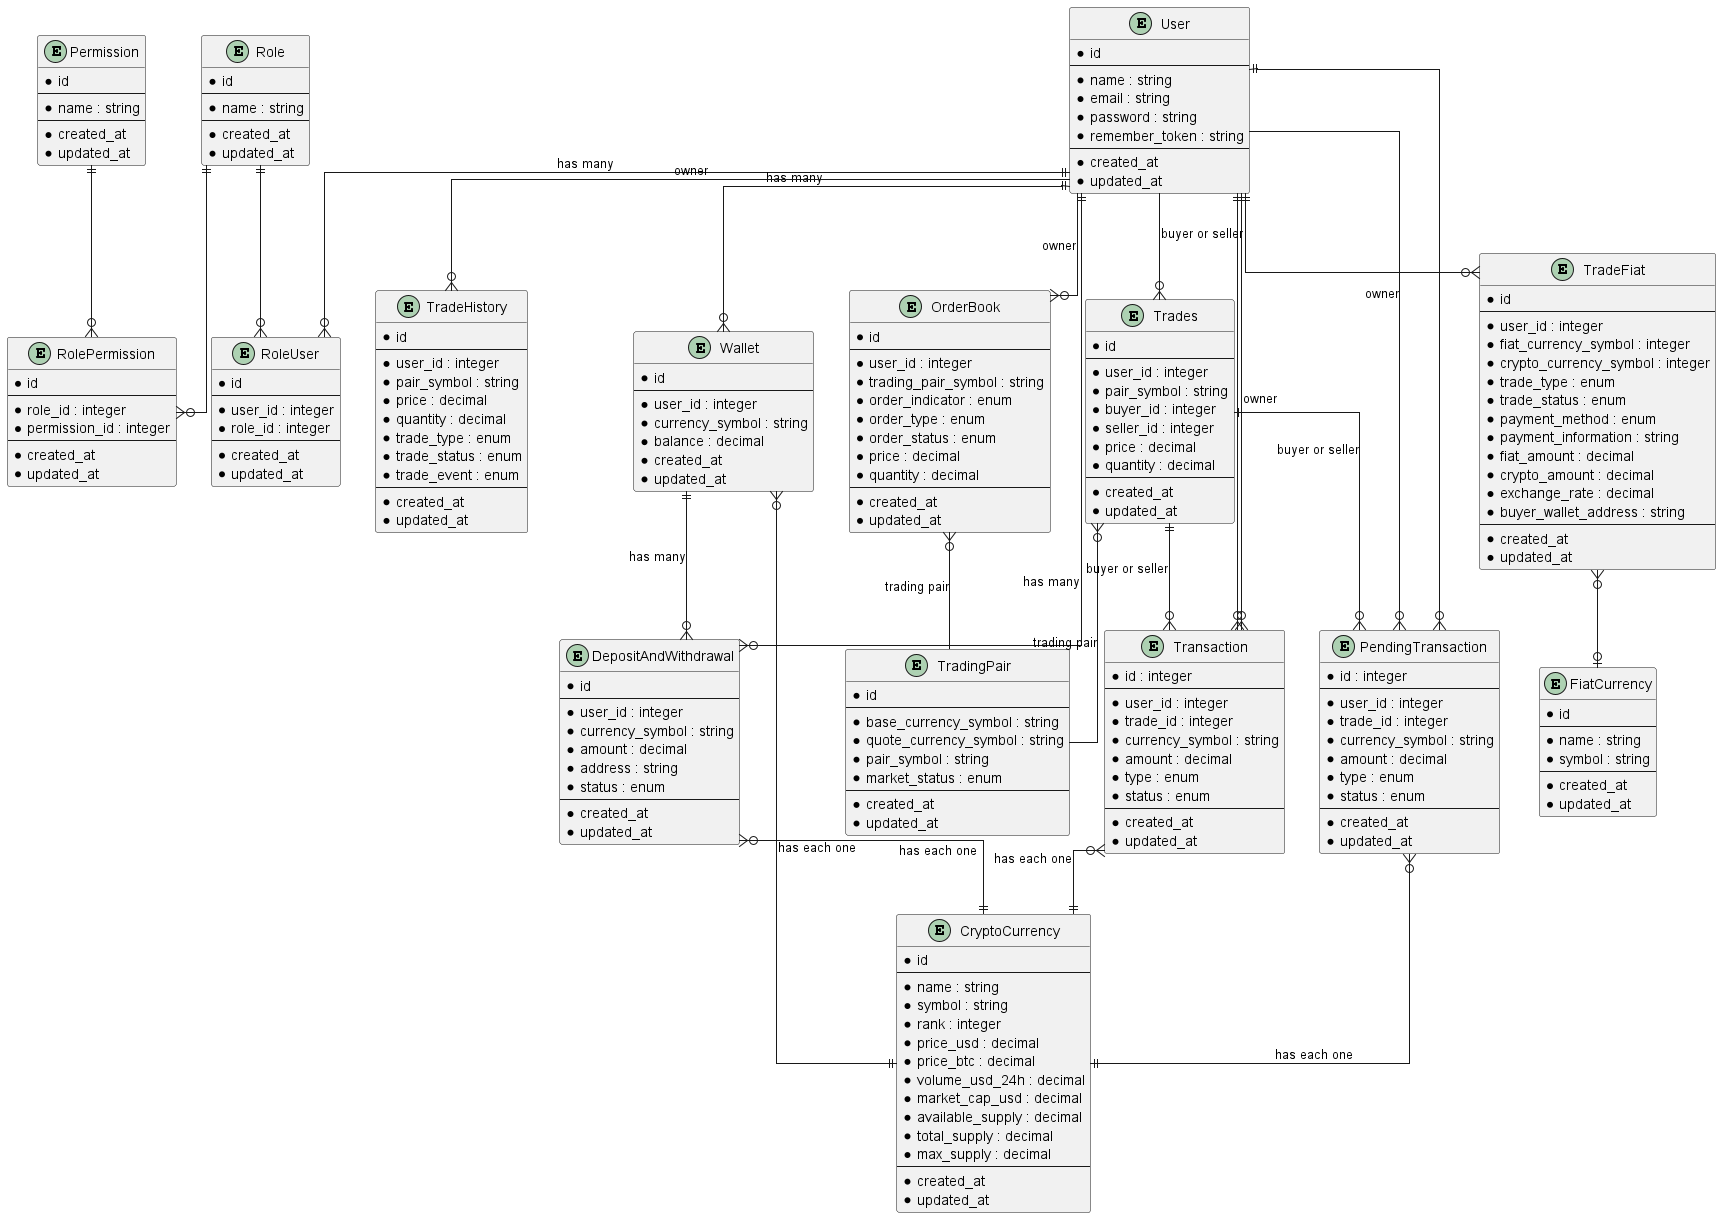 E User
id
name : string
email : string
password : string
remember_token : string
created_at
updated_at
E Permission
id
name : string
created_at
updated_at
E Role
id
name : string
created_at
updated_at
has many
owner
has many
owner
buyer or seller
owner
E RolePermission
id
role_id : integer
permission_id : integer
created_at
updated_at
E RoleUser
id
user_id : integer
role_id : integer
created_at
updated_at
E TradeHistory
id
user_id : integer
pair_symbol : string
price : decimal
quantity : decimal
trade_type : enum
trade_status : enum
trade_event : enum
created_at
updated_at
E Wallet
id
user_id : integer
currency_symbol : string
balance : decimal
created_at
updated_at
E OrderBook
id
user_id : integer
trading_pair_symbol : string
order_indicator : enum
order_type : enum
order_status : enum
price : decimal
quantity : decimal
created_at
updated_at
E Trades
id
user_id : integer
pair_symbol : string
buyer_id : integer
seller_id : integer
price : decimal
quantity : decimal
created_at
updated_at
E TradeFiat
id
user_id : integer
fiat_currency_symbol : integer
crypto_currency_symbol : integer
trade_type : enum
trade_status : enum
payment_method : enum
payment_information : string
fiat_amount : decimal
crypto_amount : decimal
exchange_rate : decimal
buyer_wallet_address : string
created_at
updated_at
owner
buyer or seller
has many
trading pair
has many
buyer or seller
trading pair
E DepositAndWithdrawal
id
user_id : integer
currency_symbol : string
amount : decimal
address : string
status : enum
created_at
updated_at
E TradingPair
id
base_currency_symbol : string
quote_currency_symbol : string
pair_symbol : string
market_status : enum
created_at
updated_at
E Transaction
id : integer
user_id : integer
trade_id : integer
currency_symbol : string
amount : decimal
type : enum
status : enum
created_at
updated_at
E PendingTransaction
id : integer
user_id : integer
trade_id : integer
currency_symbol : string
amount : decimal
type : enum
status : enum
created_at
updated_at
E FiatCurrency
id
name : string
symbol : string
created_at
updated_at
has each one
has each one
has each one
E CryptoCurrency
id
name : string
symbol : string
rank : integer
price_usd : decimal
price_btc : decimal
volume_usd_24h : decimal
market_cap_usd : decimal
available_supply : decimal
total_supply : decimal
max_supply : decimal
created_at
updated_at
has each one